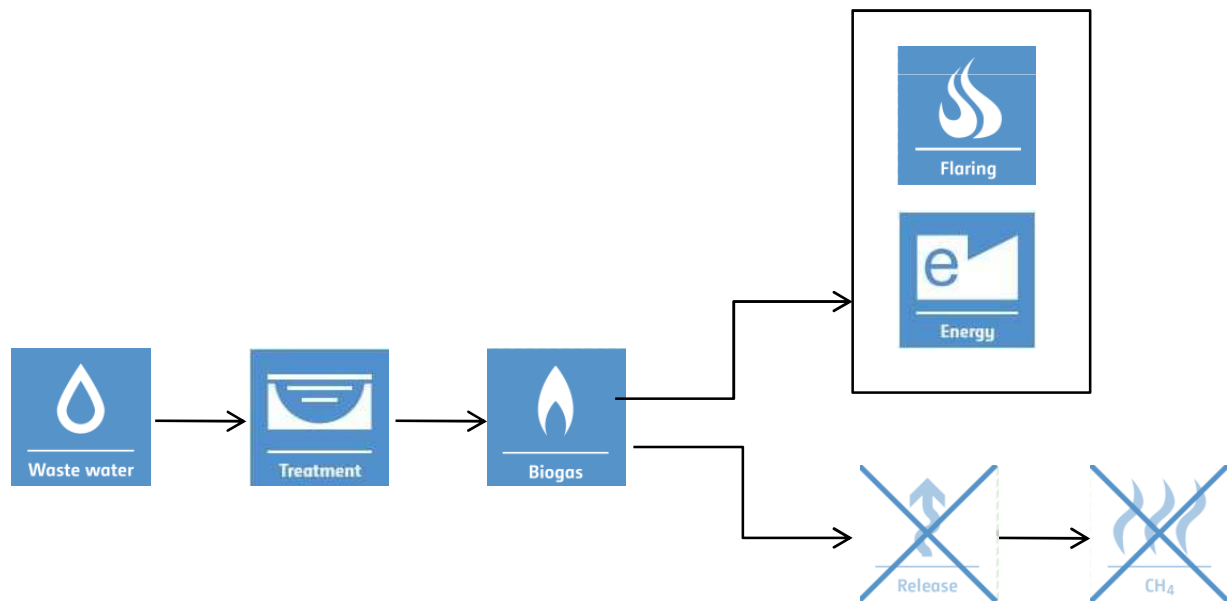 Flaring
e
Energy
Waste water
Treatment
Biogas
Release
CH₄